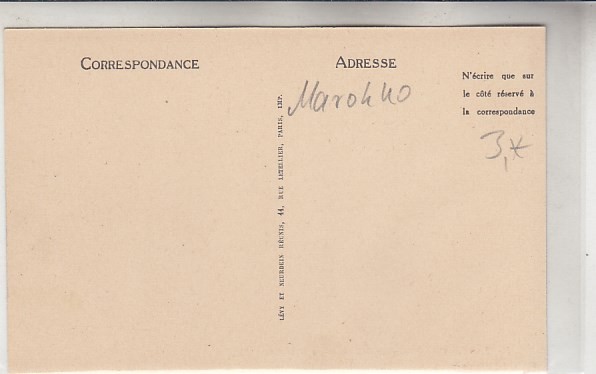 CORRESPONDANCE
ADRESSE
N'écrire que sur
le côté réservé à
la correspondance
Marokko
3,
LÉVY ET NEURDEIN RÉUNIS, 44, RUE LETELLIER, PARIS, IMP.